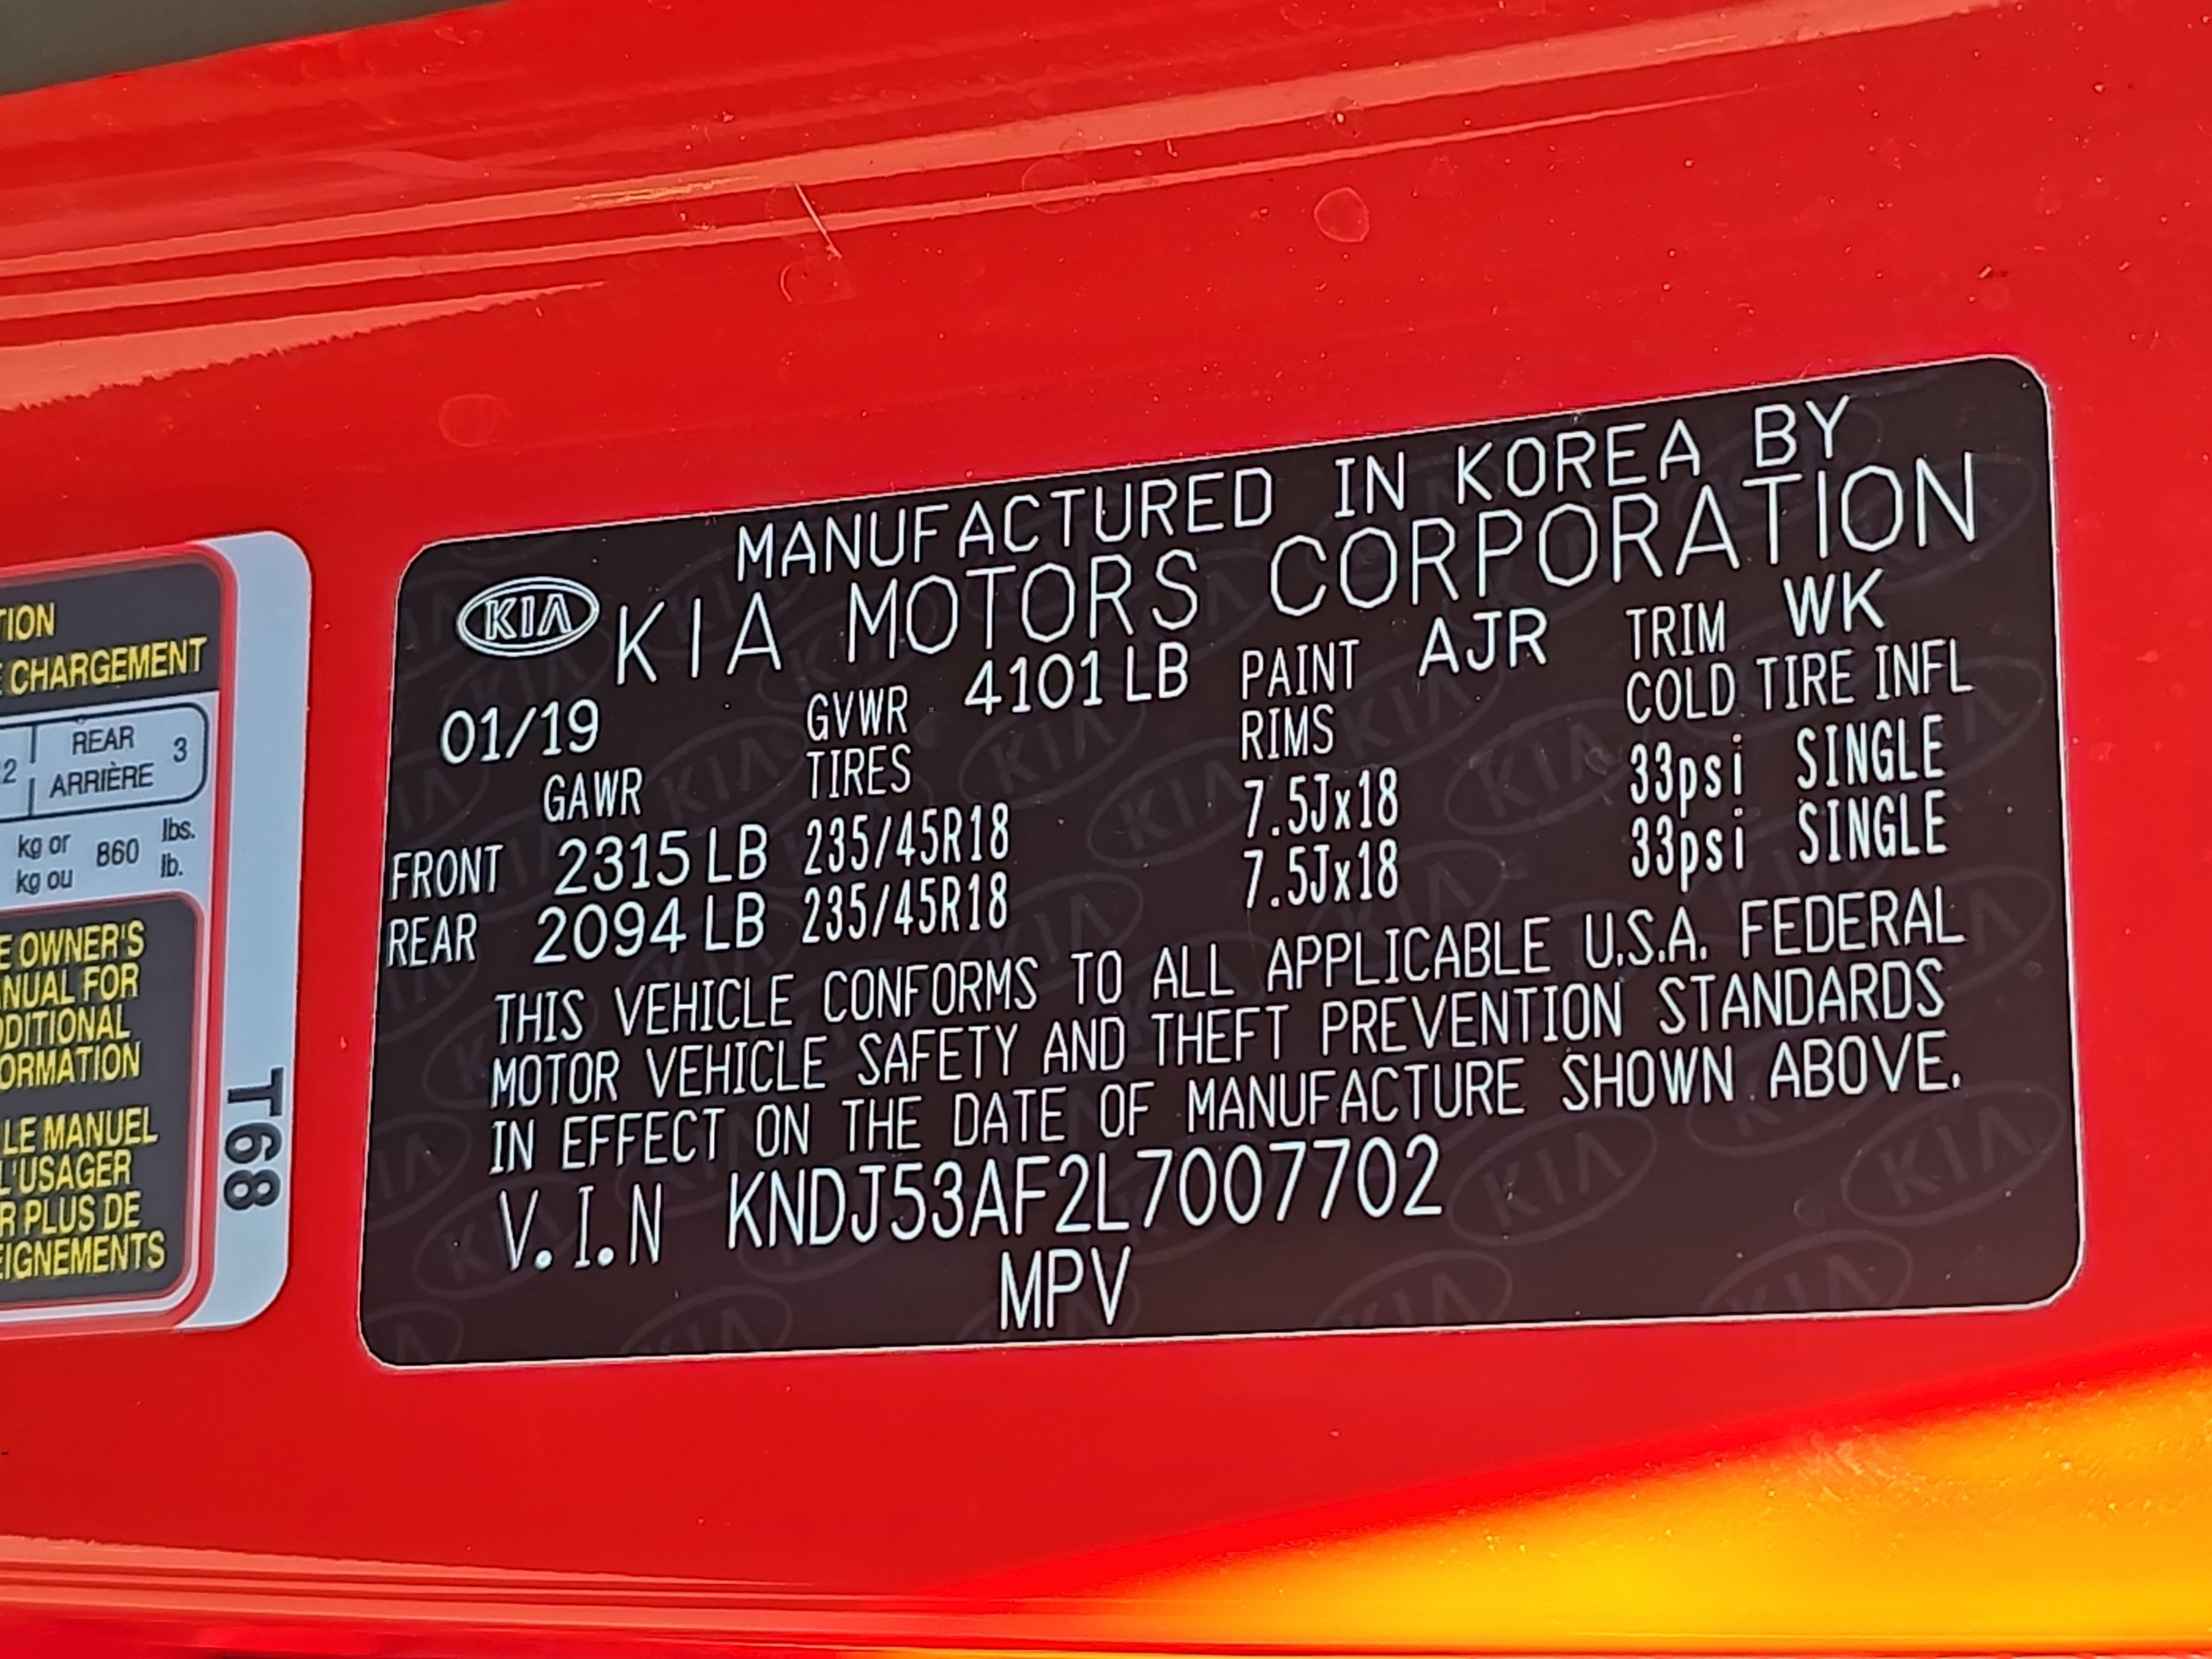 TION
E CHARGEMENT
2 REAR 3
ARRIÈRE
kg or 860 lbs.
kg ou lb.
E OWNER'S
NUAL FOR
DDITIONAL
ORMATION
LE MANUEL
L'USAGER
R PLUS DE
EIGNEMENTS
T68
MANUFACTURED IN KOREA BY
KIA KIA MOTORS CORPORATION
01/19 GVWR 4101 LB PAINT AJR TRIM WK
GAWR TIRES RIMS COLD TIRE INFL
FRONT 2315 LB 235/45R18 7.5Jx18 33psi SINGLE
REAR 2094 LB 235/45R18 7.5Jx18 33psi SINGLE
THIS VEHICLE CONFORMS TO ALL APPLICABLE U.S.A. FEDERAL
MOTOR VEHICLE SAFETY AND THEFT PREVENTION STANDARDS
IN EFFECT ON THE DATE OF MANUFACTURE SHOWN ABOVE.
V.I.N KNDJ53AF2L7007702
MPV